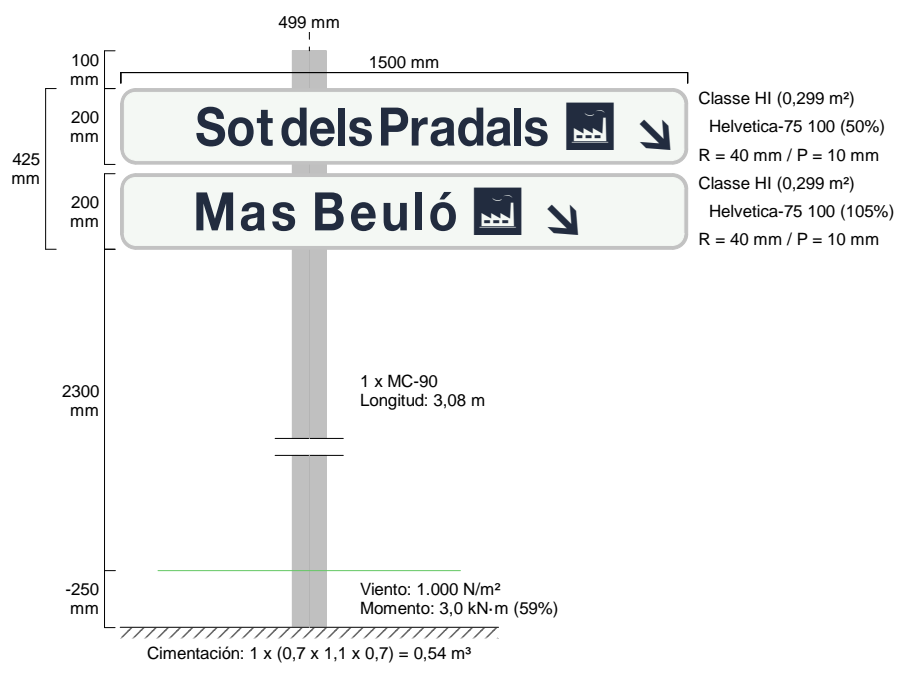 499 mm
100
mm
1500 mm
Classe HI (0,299 m²)
Sot dels Pradals
200
mm
Helvetica-75 100 (50%)
R = 40 mm / P = 10 mm
425
mm
Classe HI (0,299 m²)
Mas Beuló
200
mm
Helvetica-75 100 (105%)
R = 40 mm / P = 10 mm
2300
mm
1 x MC-90
Longitud: 3,08 m
-250
mm
Viento: 1.000 N/m²
Momento: 3,0 kN·m (59%)
Cimentación: 1 x (0,7 x 1,1 x 0,7) = 0,54 m³